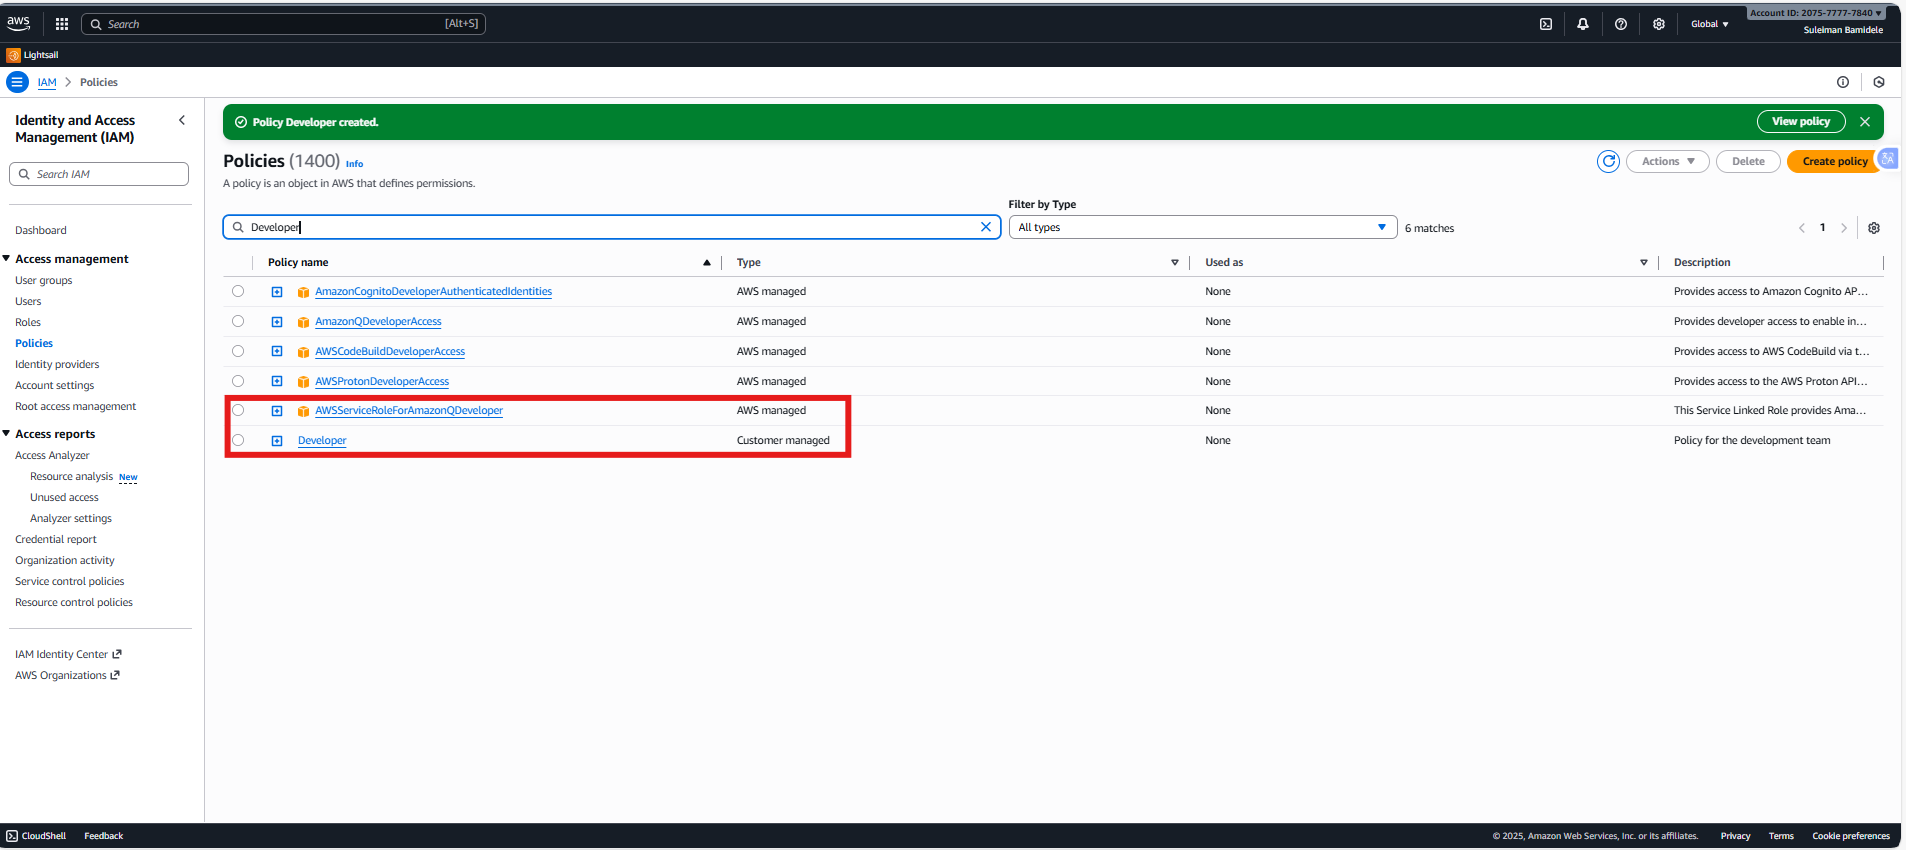 aws
Search [Alt+S]
Global
Account ID: 2075-7777-7840
Suleiman Bamidele
Lightsail
IAM > Policies
Identity and Access
Management (IAM)
Search IAM
Dashboard
Access management
User groups
Users
Roles
Policies
Identity providers
Account settings
Root access management
Access reports
Access Analyzer
Resource analysis New
Unused access
Analyzer settings
Credential report
Organization activity
Service control policies
Resource control policies
IAM Identity Center
AWS Organizations
Policy Developer created.
View policy
Policies (1400) Info
A policy is an object in AWS that defines permissions.
Actions
Delete
Create policy
Filter by Type
Developer
All types
6 matches
1
Policy name Type Used as Description
AmazonCognitoDeveloperAuthenticatedIdentities AWS managed None Provides access to Amazon Cognito AP...
AmazonQDeveloperAccess AWS managed None Provides developer access to enable in...
AWSCodeBuildDeveloperAccess AWS managed None Provides access to AWS CodeBuild via t...
AWSProtonDeveloperAccess AWS managed None Provides access to the AWS Proton API...
AWSServiceRoleForAmazonQDeveloper AWS managed None This Service Linked Role provides Ama...
Developer Customer managed None Policy for the development team
CloudShell Feedback
© 2025, Amazon Web Services, Inc. or its affiliates. Privacy Terms Cookie preferences